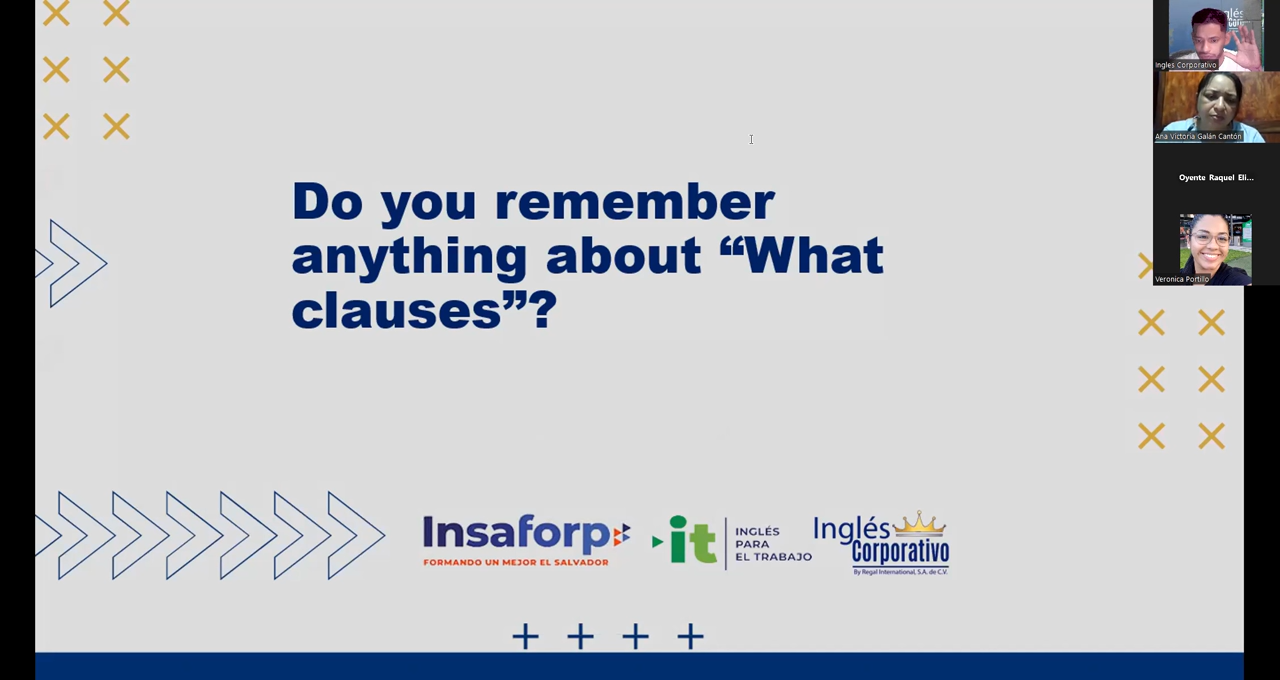 Do you remember
anything about “What
clauses”?
Insaforp
FORMANDO UN MEJOR EL SALVADOR
it
INGLÉS
PARA
EL TRABAJO
Inglés
Corporativo
By Regal International, S.A. de C.V.
Ingles Corporativo
Ana Victoria Galán Cantón
Oyente Raquel Eli...
Veronica Portillo